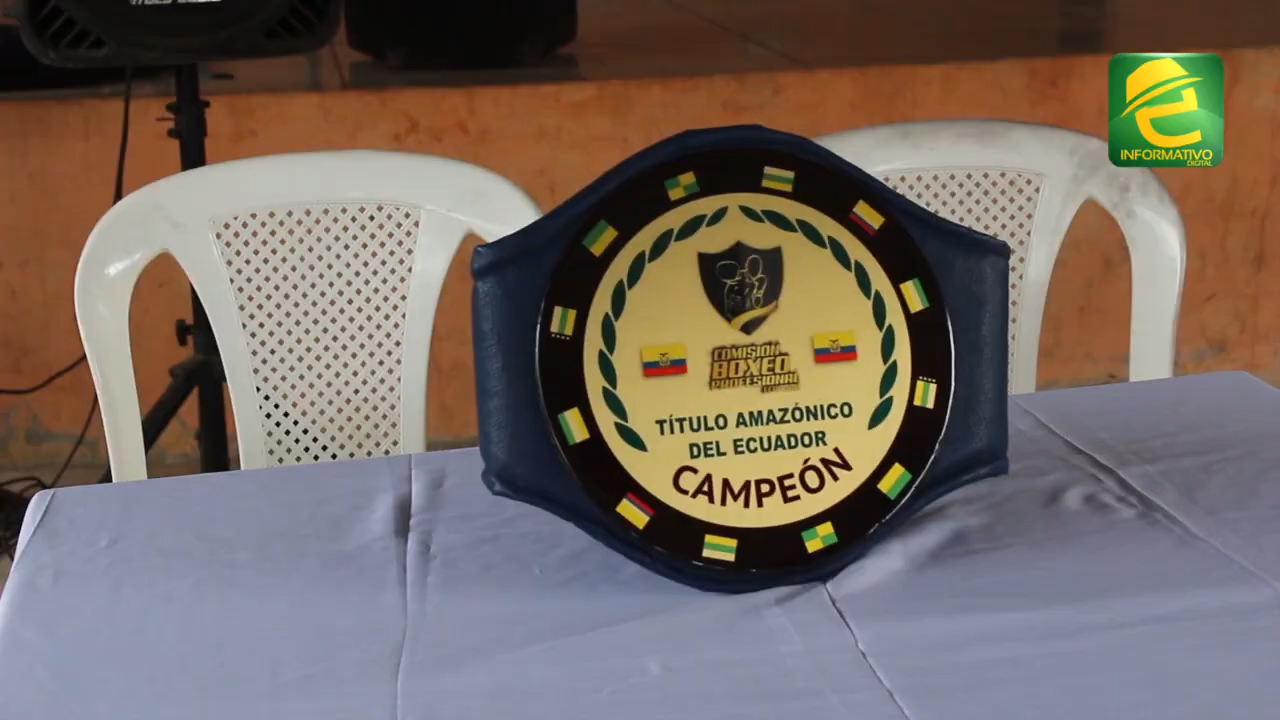 INFORMATIVO
DIGITAL
COMISIÓN
BOXEO
PROFESIONAL
TÍTULO AMAZÓNICO
DEL ECUADOR
CAMPEÓN